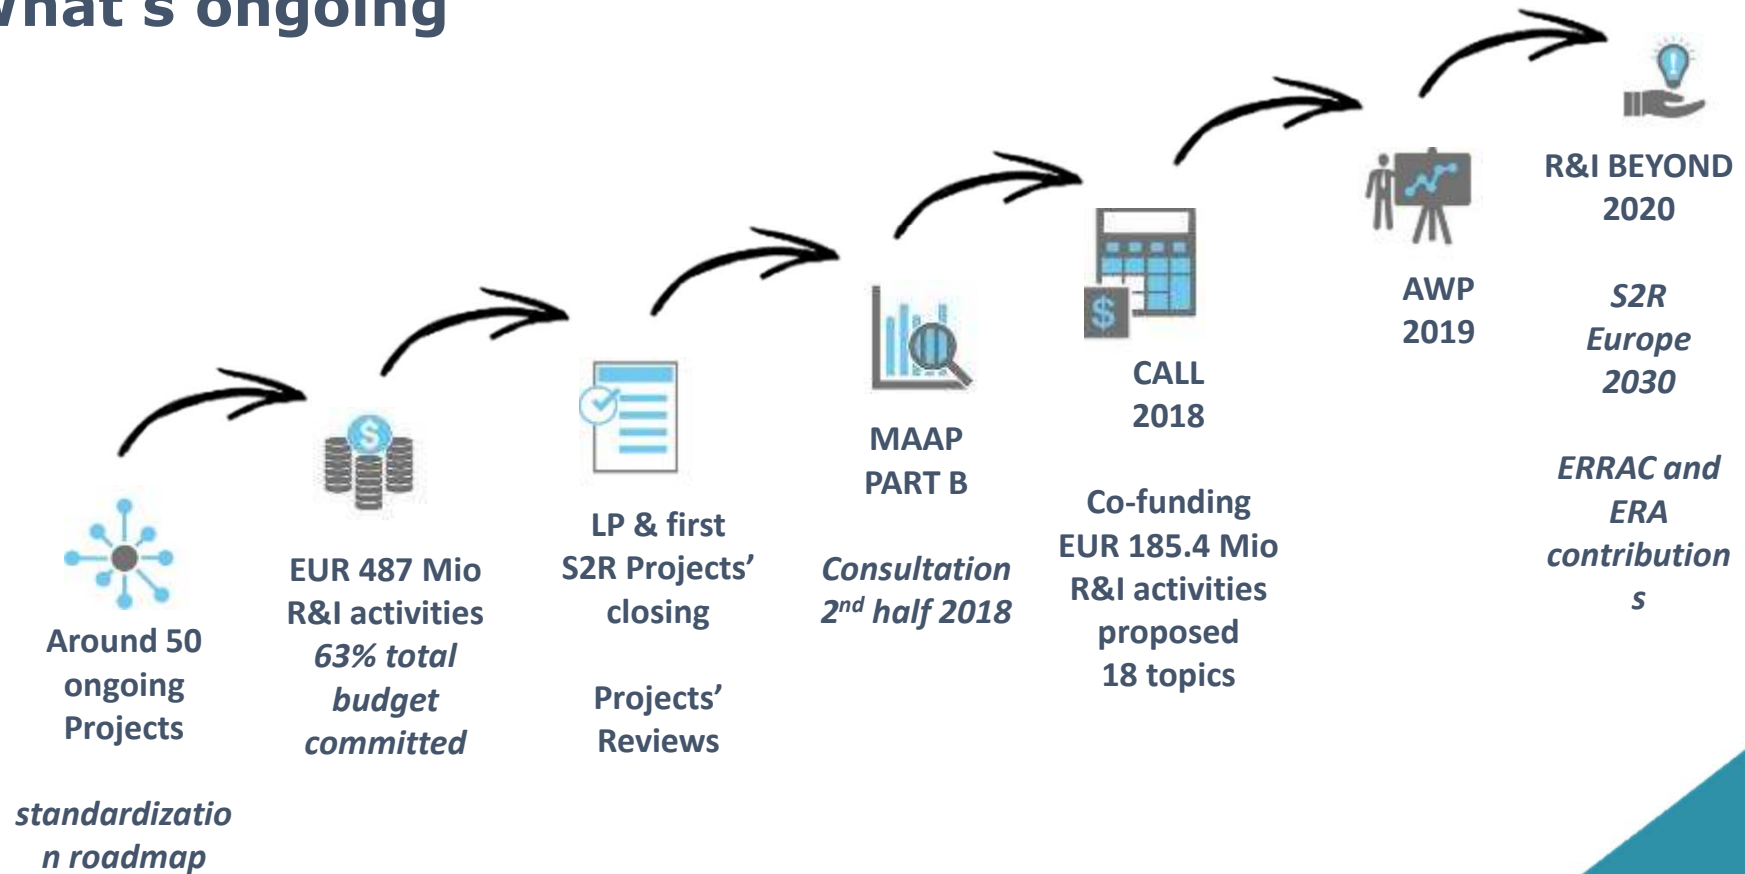 What's ongoing
Around 50
ongoing
Projects
standardizatio
n roadmap
EUR 487 Mio
R&I activities
63% total
budget
committed
LP & first
S2R Projects'
closing
Projects'
Reviews
MAAP
PART B
Consultation
2nd half 2018
CALL
2018
Co-funding
EUR 185.4 Mio
R&I activities
proposed
18 topics
AWP
2019
R&I BEYOND
2020
S2R
Europe
2030
ERRAC and
ERA
contribution
s